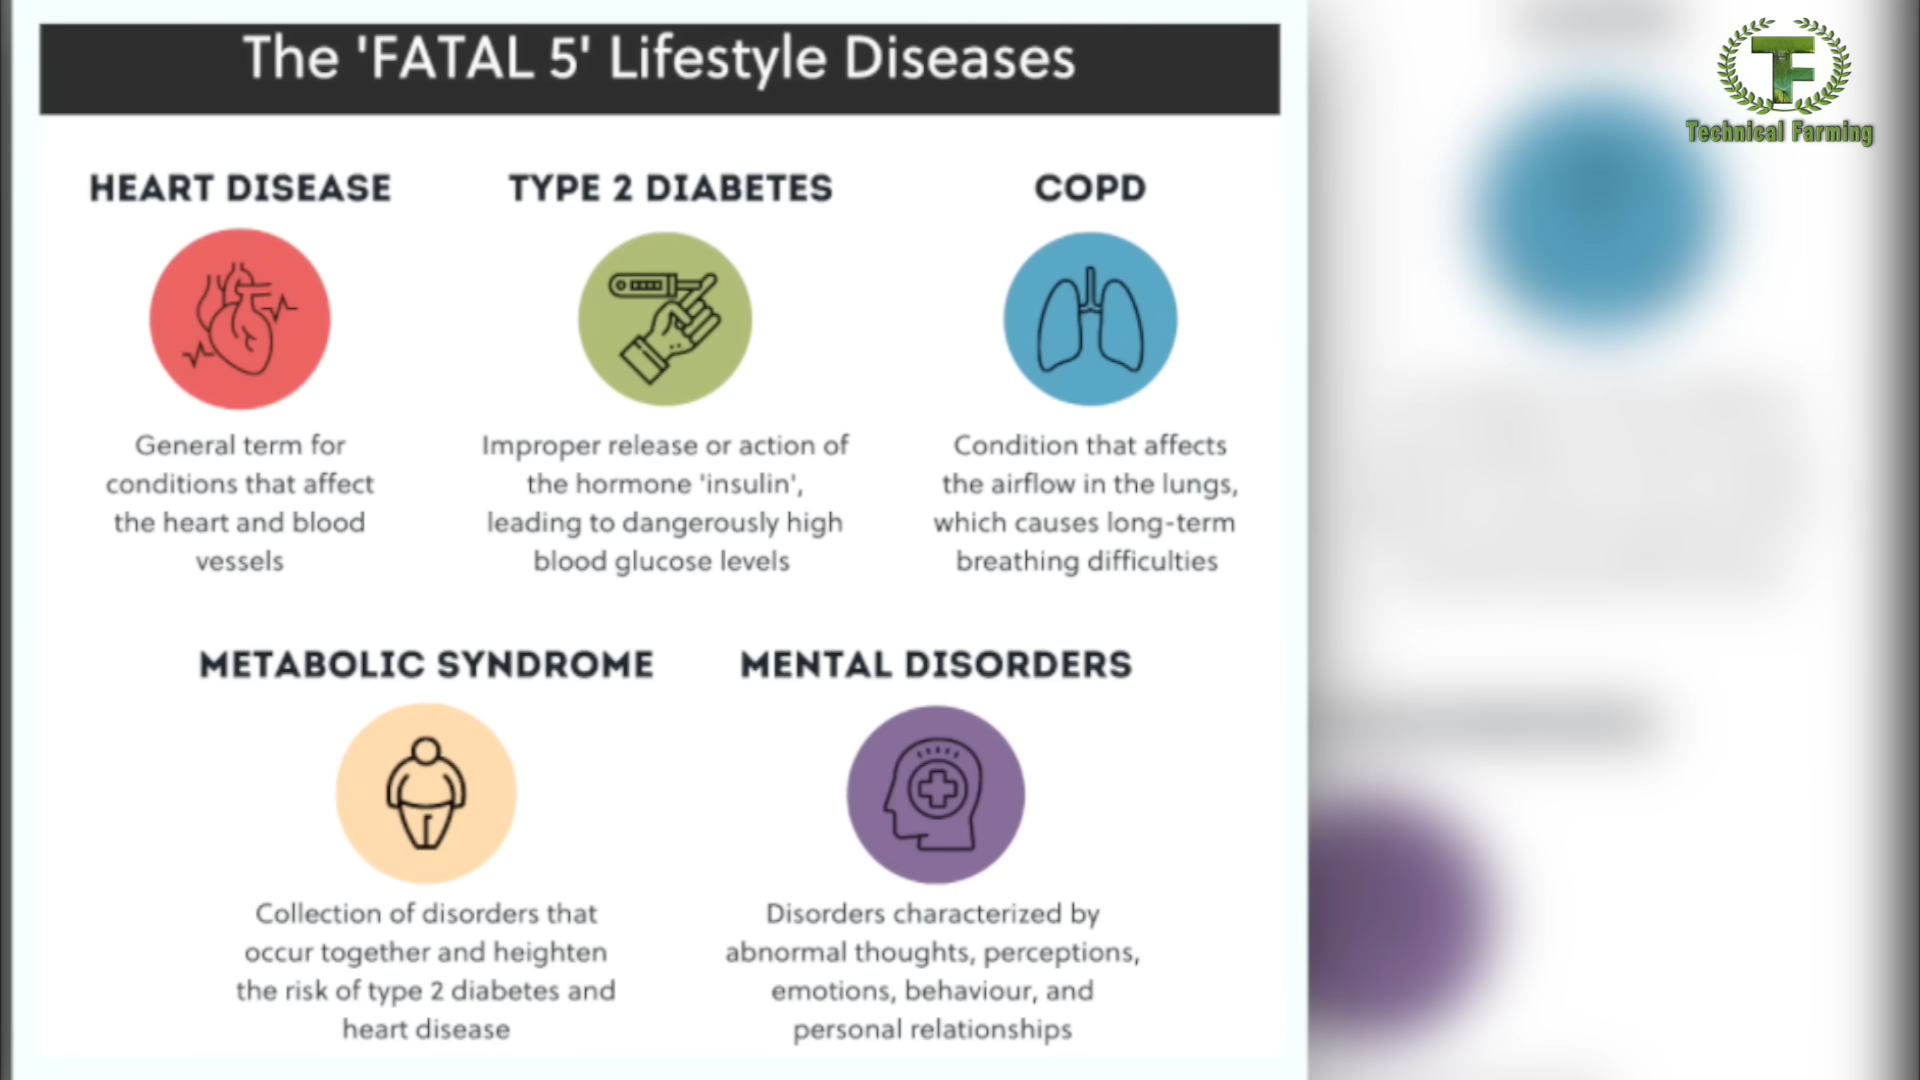 The 'FATAL 5' Lifestyle Diseases
TF
Technical Farming
HEART DISEASE
General term for
conditions that affect
the heart and blood
vessels
TYPE 2 DIABETES
Improper release or action of
the hormone 'insulin',
leading to dangerously high
blood glucose levels
COPD
Condition that affects
the airflow in the lungs,
which causes long-term
breathing difficulties
METABOLIC SYNDROME
Collection of disorders that
occur together and heighten
the risk of type 2 diabetes and
heart disease
MENTAL DISORDERS
Disorders characterized by
abnormal thoughts, perceptions,
emotions, behaviour, and
personal relationships